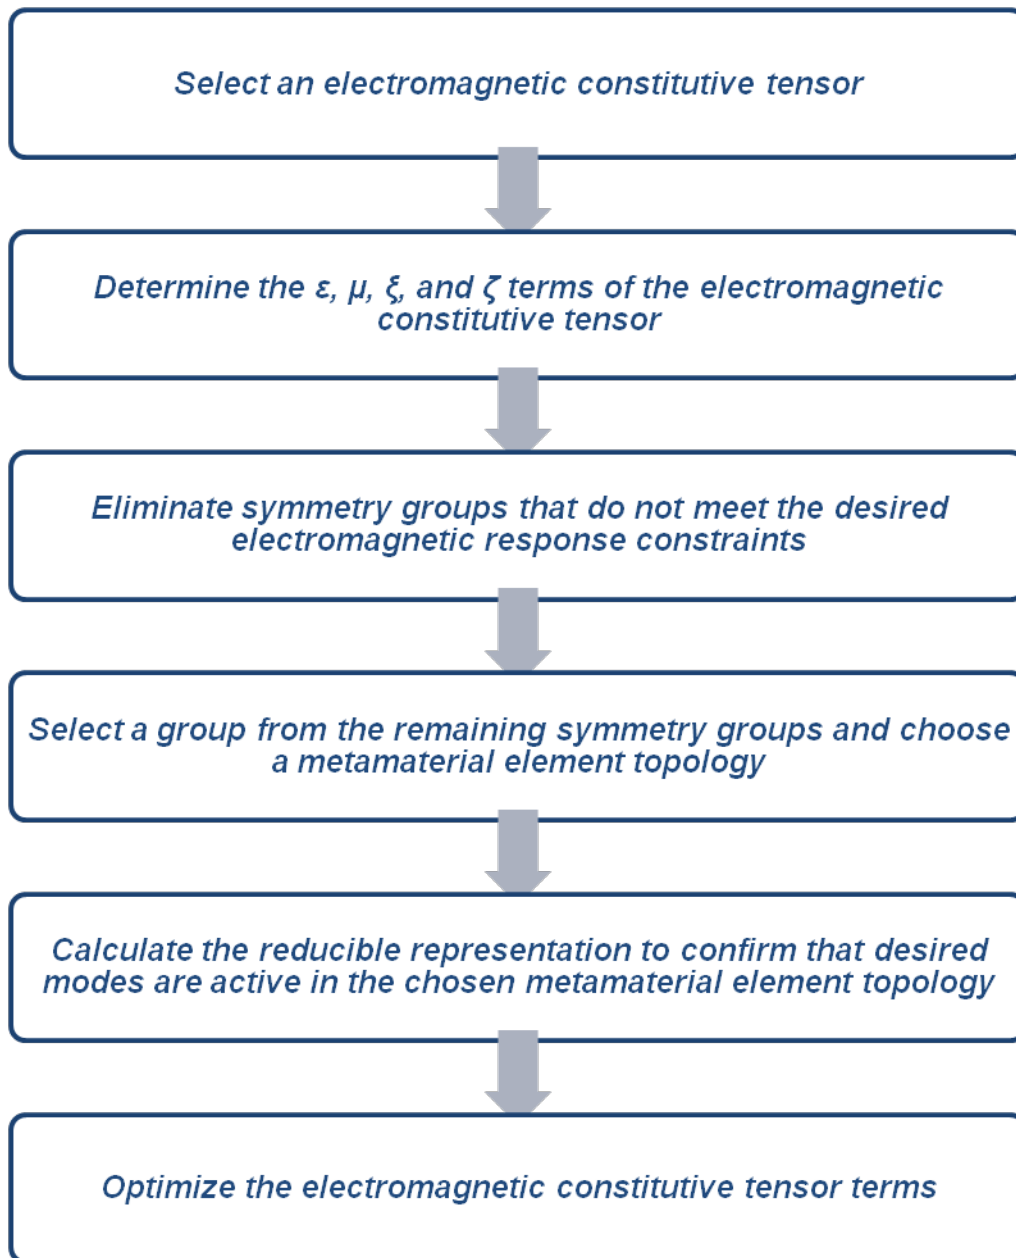 Select an electromagnetic constitutive tensor
Determine the ε, μ, ξ, and ζ terms of the electromagnetic
constitutive tensor
Eliminate symmetry groups that do not meet the desired
electromagnetic response constraints
Select a group from the remaining symmetry groups and choose
a metamaterial element topology
Calculate the reducible representation to confirm that desired
modes are active in the chosen metamaterial element topology
Optimize the electromagnetic constitutive tensor terms